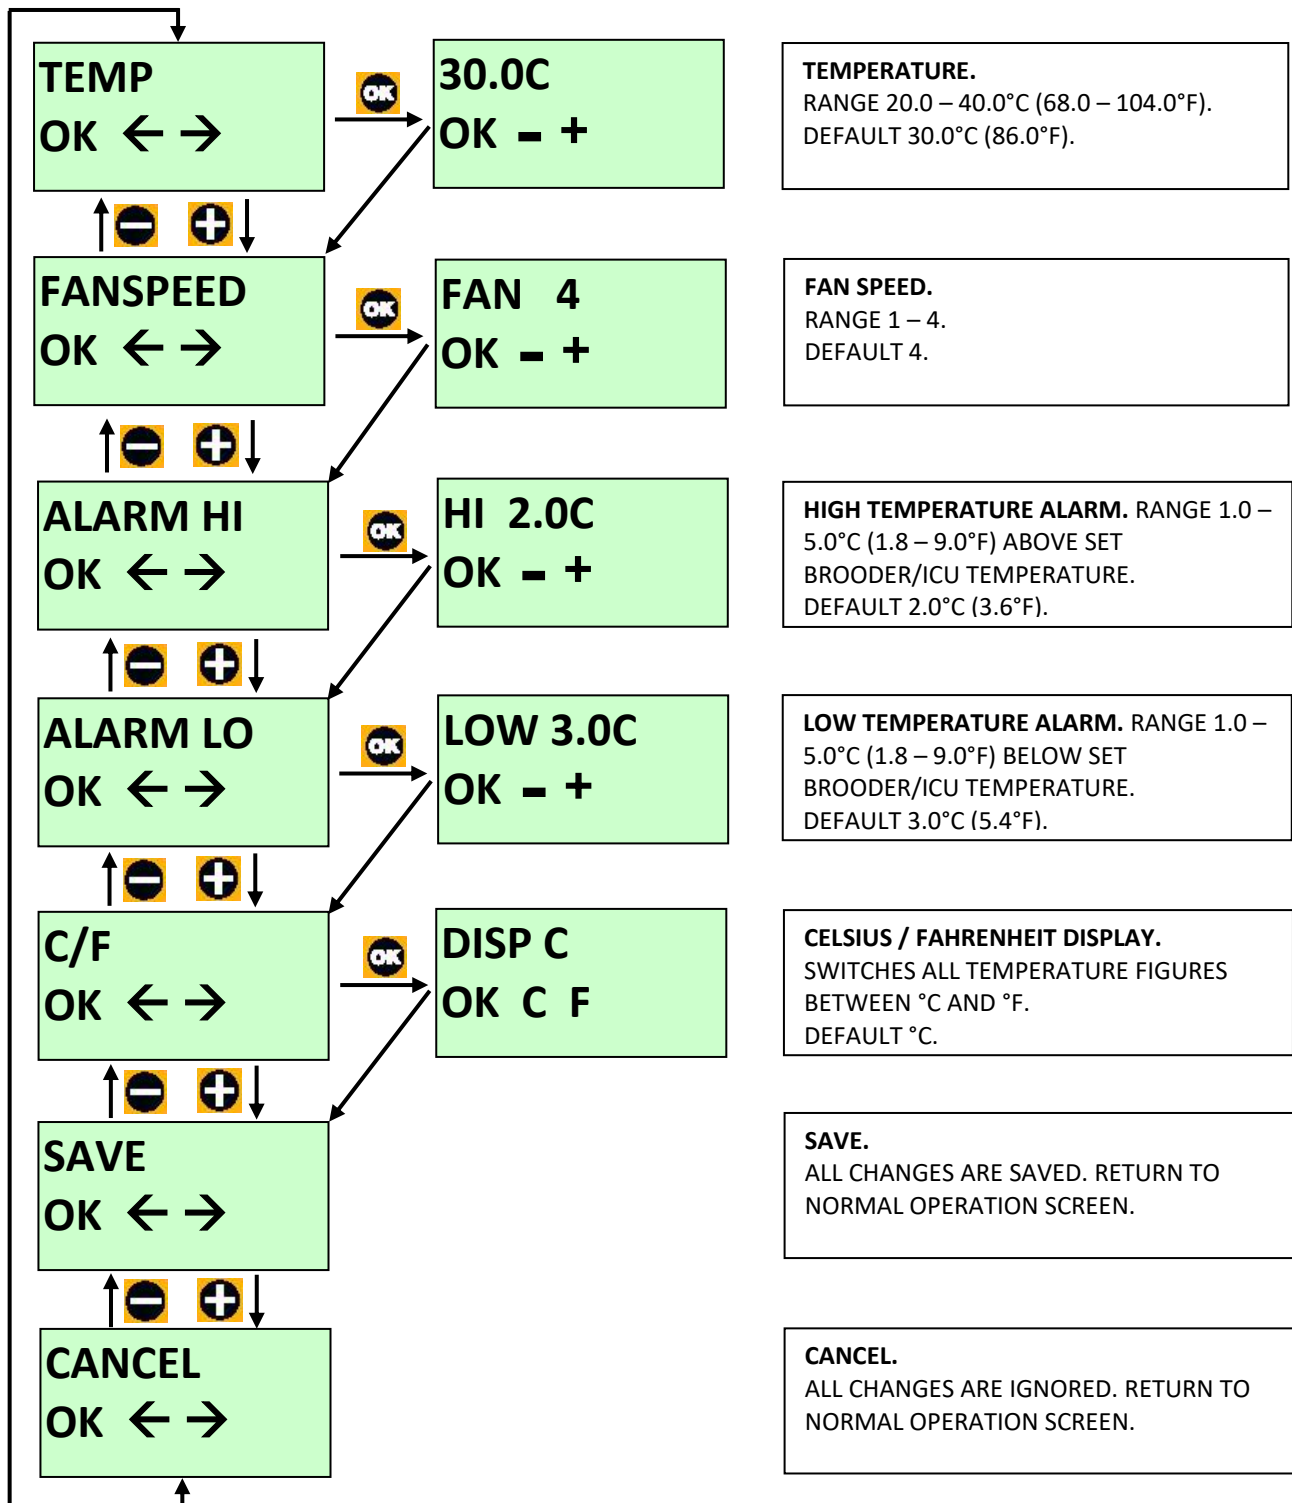 TEMP
OK ← →
OK
30.0C
OK - +
TEMPERATURE.
RANGE 20.0 – 40.0°C (68.0 – 104.0°F).
DEFAULT 30.0°C (86.0°F).
FANSPEED
OK ← →
OK
FAN 4
OK - +
FAN SPEED.
RANGE 1 – 4.
DEFAULT 4.
ALARM HI
OK ← →
OK
HI 2.0C
OK - +
HIGH TEMPERATURE ALARM. RANGE 1.0 –
5.0°C (1.8 – 9.0°F) ABOVE SET
BROODER/ICU TEMPERATURE.
DEFAULT 2.0°C (3.6°F).
ALARM LO
OK ← →
OK
LOW 3.0C
OK - +
LOW TEMPERATURE ALARM. RANGE 1.0 –
5.0°C (1.8 – 9.0°F) BELOW SET
BROODER/ICU TEMPERATURE.
DEFAULT 3.0°C (5.4°F).
C/F
OK ← →
OK
DISP C
OK C F
CELSIUS / FAHRENHEIT DISPLAY.
SWITCHES ALL TEMPERATURE FIGURES
BETWEEN °C AND °F.
DEFAULT °C.
SAVE
OK ← →
SAVE.
ALL CHANGES ARE SAVED. RETURN TO
NORMAL OPERATION SCREEN.
CANCEL
OK ← →
CANCEL.
ALL CHANGES ARE IGNORED. RETURN TO
NORMAL OPERATION SCREEN.